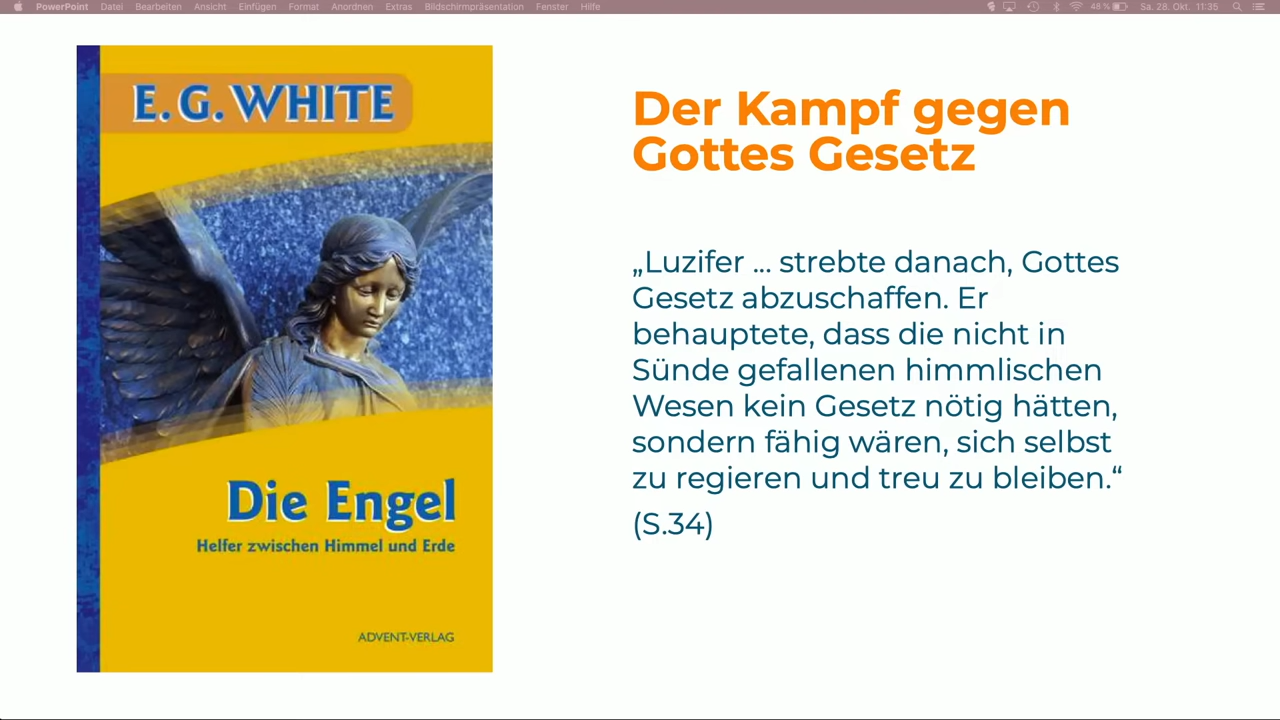 PowerPoint Datei Bearbeiten Ansicht Einfügen Format Anordnen Extras Bildschirmpräsentation Fenster Hilfe 48 % Sa. 28. Okt. 11:35
E. G. WHITE
Die Engel
Helfer zwischen Himmel und Erde
ADVENT-VERLAG
Der Kampf gegen
Gottes Gesetz
„Luzifer ... strebte danach, Gottes
Gesetz abzuschaffen. Er
behauptete, dass die nicht in
Sünde gefallenen himmlischen
Wesen kein Gesetz nötig hätten,
sondern fähig wären, sich selbst
zu regieren und treu zu bleiben.“
(S.34)